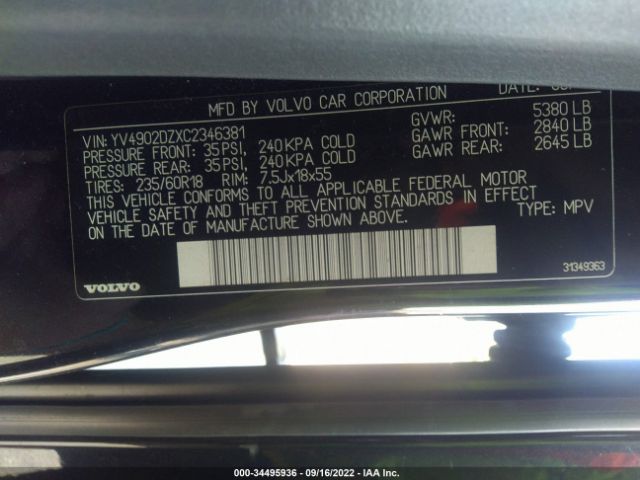 MFD BY VOLVO CAR CORPORATION DATE:
VIN: YV4902DZXC2346381
PRESSURE FRONT: 35PSI, 240KPA COLD
PRESSURE REAR: 35PSI, 240KPA COLD
TIRES: 235/60R18 RIM: 7.5Jx18x55
GVWR: 5380 LB
GAWR FRONT: 2840 LB
GAWR REAR: 2645 LB
THIS VEHICLE CONFORMS TO ALL APPLICABLE FEDERAL MOTOR
VEHICLE SAFETY AND THEFT PREVENTION STANDARDS IN EFFECT
ON THE DATE OF MANUFACTURE SHOWN ABOVE.
TYPE: MPV
VOLVO
31349363
000-34495936 - 09/16/2022 - IAA Inc.